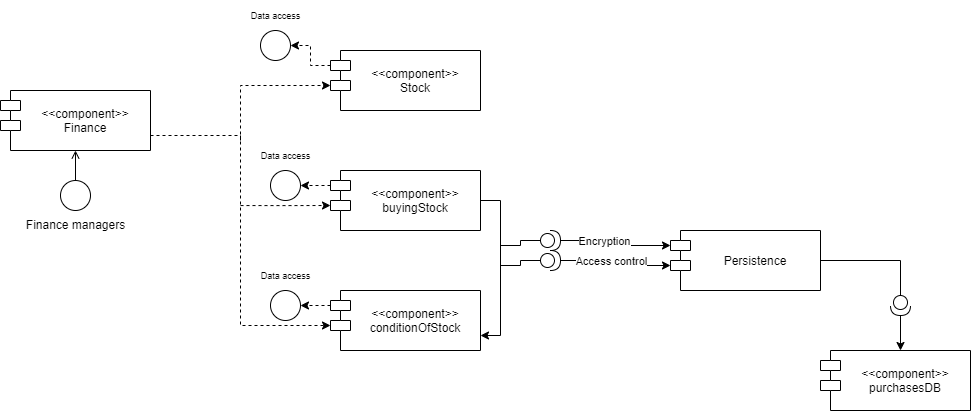 Data access
<<component>>
Stock
<<component>>
Finance
Finance managers
Data access
<<component>>
buyingStock
Encryption
Access control
Persistence
Data access
<<component>>
conditionOfStock
<<component>>
purchasesDB